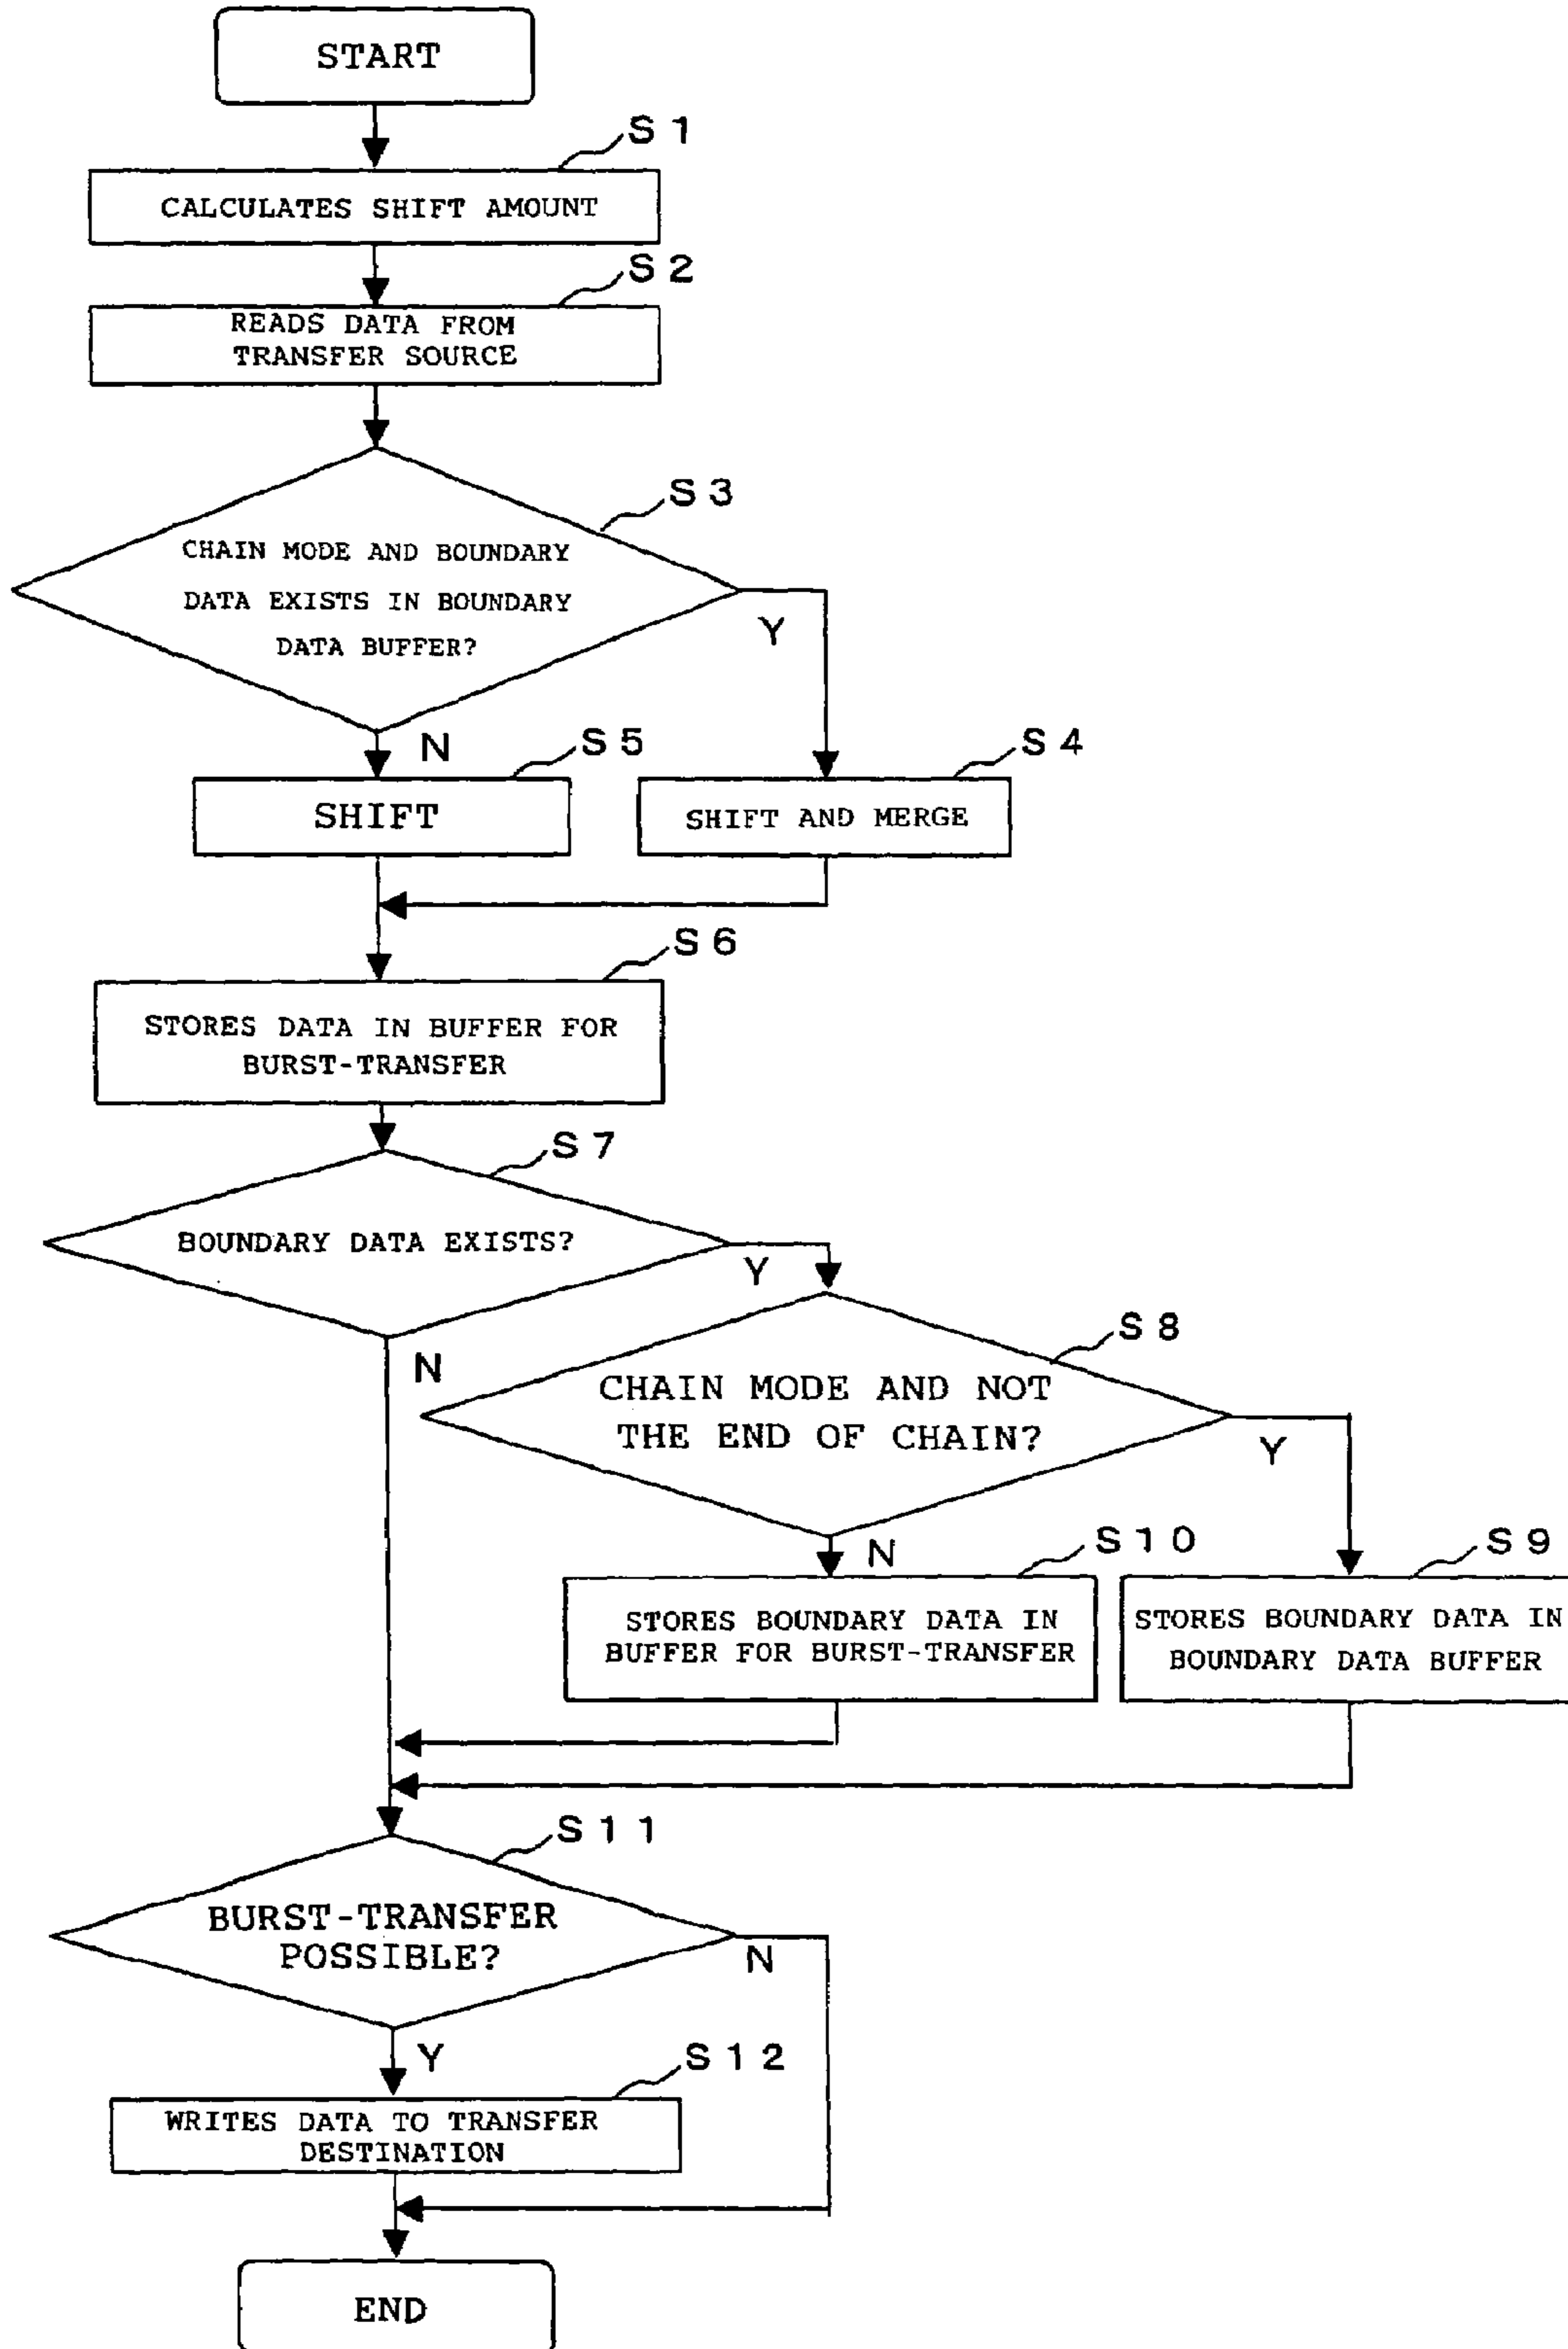 START
S1
CALCULATES SHIFT AMOUNT
S2
READS DATA FROM
TRANSFER SOURCE
S3
CHAIN MODE AND BOUNDARY
DATA EXISTS IN BOUNDARY
DATA BUFFER?
Y
N
S5
S4
SHIFT
SHIFT AND MERGE
S6
STORES DATA IN BUFFER FOR
BURST-TRANSFER
S7
BOUNDARY DATA EXISTS?
Y
N
S8
CHAIN MODE AND NOT
THE END OF CHAIN?
Y
N
S10
S9
STORES BOUNDARY DATA IN
BUFFER FOR BURST-TRANSFER
STORES BOUNDARY DATA IN
BOUNDARY DATA BUFFER
S11
BURST-TRANSFER
POSSIBLE?
N
Y
S12
WRITES DATA TO TRANSFER
DESTINATION
END